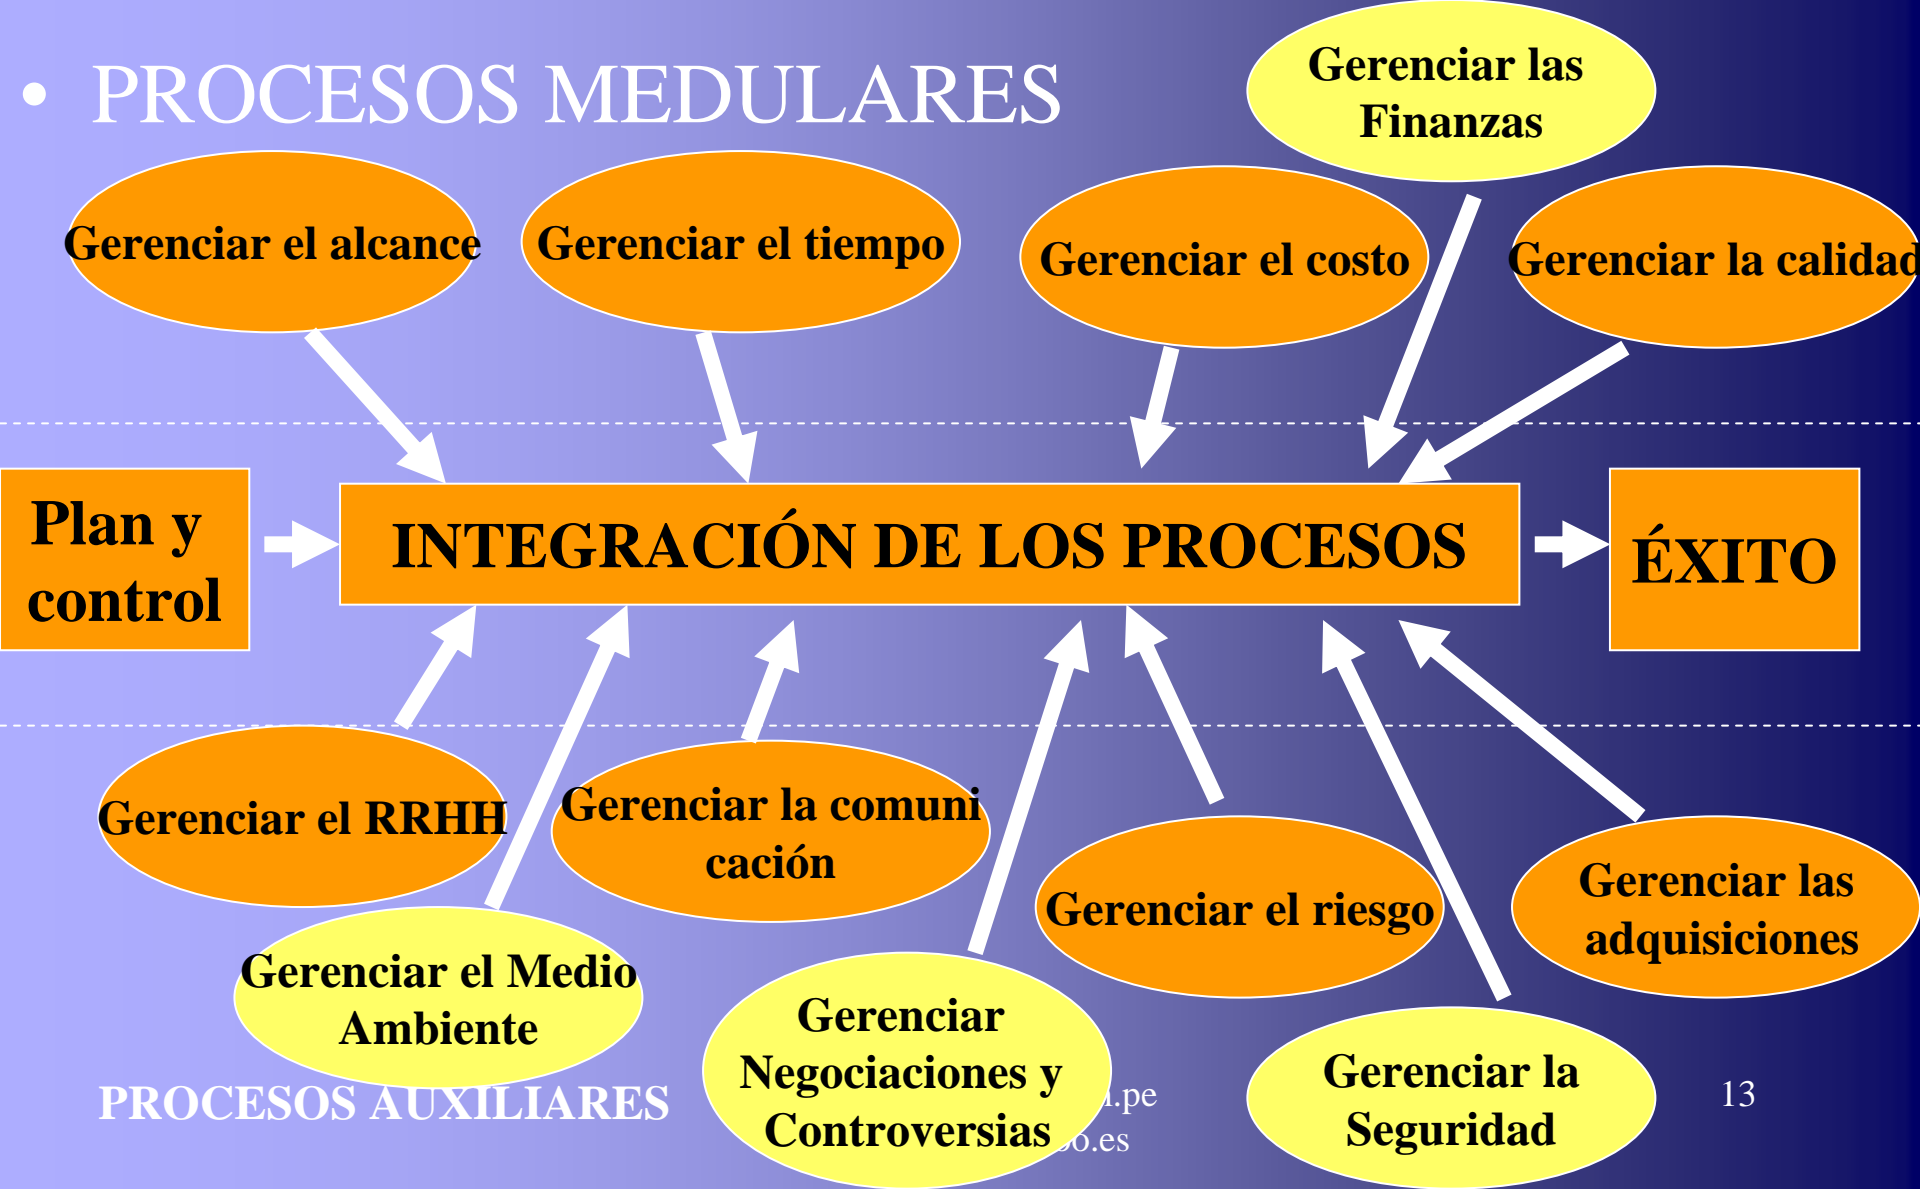 • PROCESOS MEDULARES
Gerenciar las
Finanzas
Gerenciar el alcance
Gerenciar el tiempo
Gerenciar el costo
Gerenciar la calidad
Plan y
control
INTEGRACIÓN DE LOS PROCESOS
ÉXITO
Gerenciar el RRHH
Gerenciar la comuni
cación
Gerenciar el riesgo
Gerenciar las
adquisiciones
Gerenciar el Medio
Ambiente
Gerenciar
Negociaciones y
Controversias
Gerenciar la
Seguridad
PROCESOS AUXILIARES
.pe
.es
13